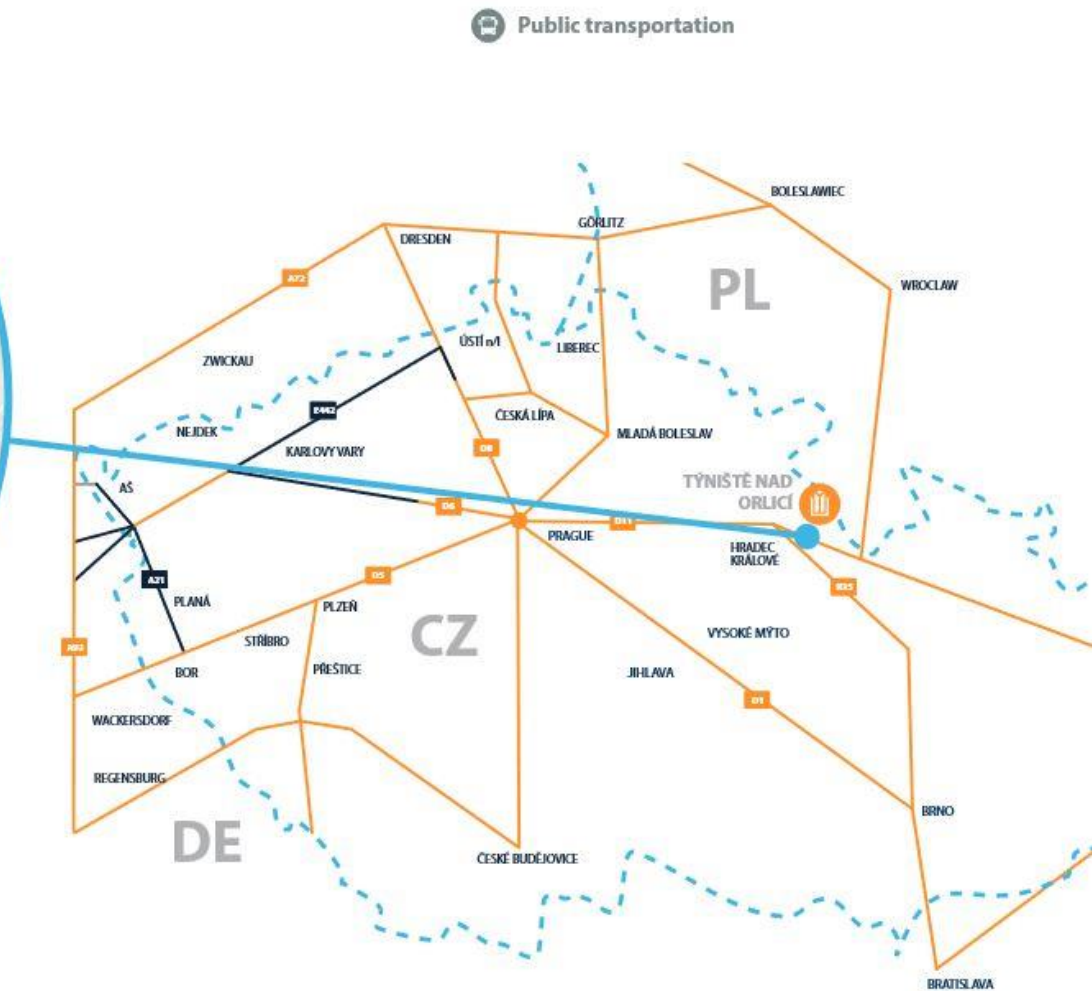 Public transportation
BOLESLAWIEC
GÖRLITZ
DRESDEN
PL
A72
WROCLAW
ÚSTÍ n/l
LIBEREC
ZWICKAU
E442
ČESKÁ LÍPA
NEJDEK
MLADÁ BOLESLAV
D8
KARLOVY VARY
TÝNIŠTĚ NAD
ORLICÍ
AŠ
D6
D11
PRAGUE
HRADEC
KRÁLOVÉ
D5
A21
R35
PLANÁ
PLZEŇ
CZ
VYSOKÉ MÝTO
STŘÍBRO
A93
PŘEŠTICE
BOR
JIHLAVA
D1
WACKERSDORF
REGENSBURG
BRNO
DE
ČESKÉ BUDĚJOVICE
BRATISLAVA